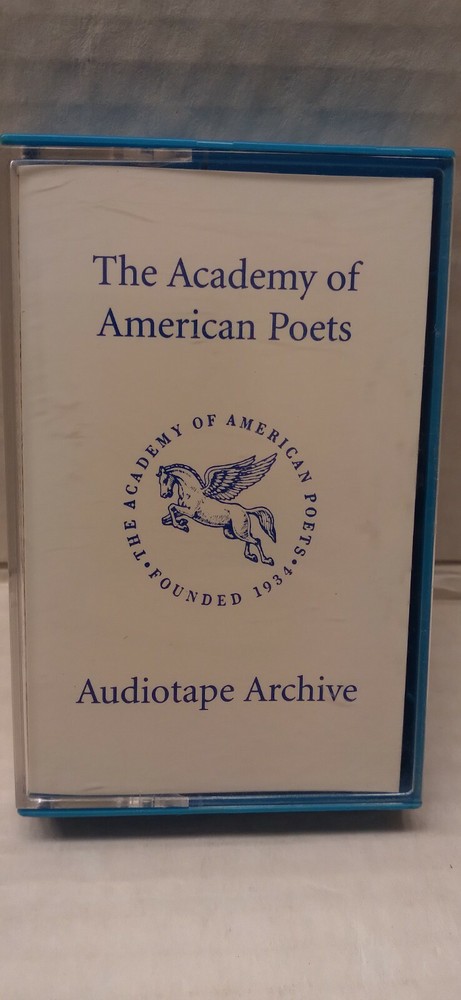 The Academy of
American Poets
THE ACADEMY OF AMERICAN POETS
• FOUNDED 1934 •
Audiotape Archive